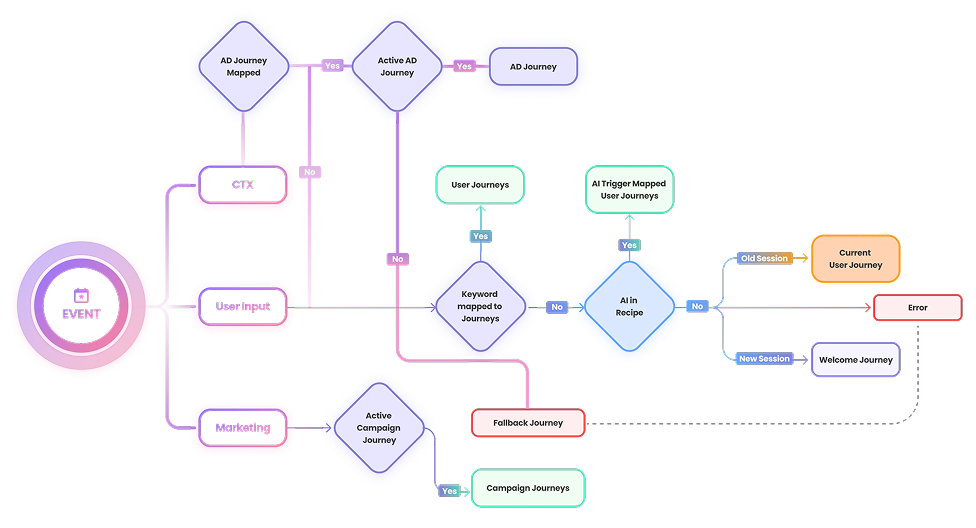 AD Journey
Mapped
Yes
Active AD
Journey
Yes
AD Journey
No
CTX
User Journeys
AI Trigger Mapped
User Journeys
Yes
Yes
No
Old Session
Current
User Journey
EVENT
User Input
Keyword
mapped to
Journeys
No
AI in
Recipe
No
Error
New Session
Welcome Journey
Marketing
Active
Campaign
Journey
Fallback Journey
Yes
Campaign Journeys